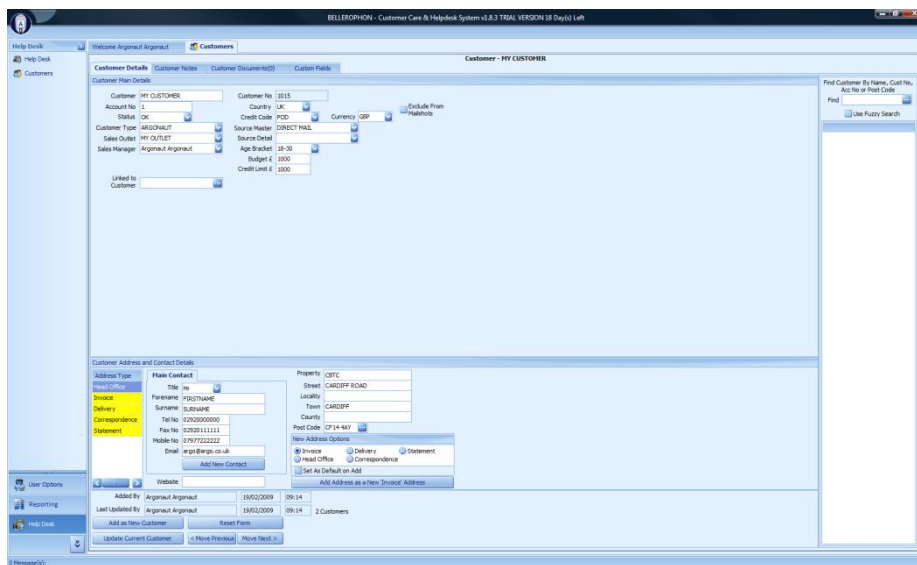 BELLEROPHON - Customer Care & Helpdesk System v1.8.3 TRIAL VERSION 18 Day(s) Left
Help Desk
Help Desk
Customers
Welcome Argonaut Argonaut
Customers
Customer - MY CUSTOMER
Customer Details
Customer Notes
Customer Documents(0)
Custom Fields
Customer Main Details
Customer MY CUSTOMER
Customer No 1015
Account No 1
Country UK
Exclude From Mailshots
Status OK
Credit Code POD
Currency GBP
Customer Type ARGONAUT
Source Master DIRECT MAIL
Sales Outlet MY OUTLET
Source Detail
Sales Manager Argonaut Argonaut
Age Bracket 18-30
Budget £ 1000
Credit Limit £ 1000
Linked to Customer
Find Customer By Name, Cust No, Acc No or Post Code
Find
Use Fuzzy Search
Customer Address and Contact Details
Address Type
Head Office
Invoice
Delivery
Correspondence
Statement
Main Contact
Title Mr
Forename FIRSTNAME
Surname SURNAME
Tel No 02920000000
Fax No 02920111111
Mobile No 07977222222
Email argo@argo.co.uk
Add New Contact
Website
Property CBTC
Street CARDIFF ROAD
Locality
Town CARDIFF
County
Post Code CF14 4AY
New Address Options
Invoice
Delivery
Statement
Head Office
Correspondence
Set As Default on Add
Add Address as a New 'Invoice' Address
Added By Argonaut Argonaut 19/02/2009 09:14
Last Updated By Argonaut Argonaut 19/02/2009 09:14 2 Customers
Add as New Customer
Reset Form
Update Current Customer
< Move Previous
Move Next >
User Options
Reporting
Help Desk
0 Message(s):